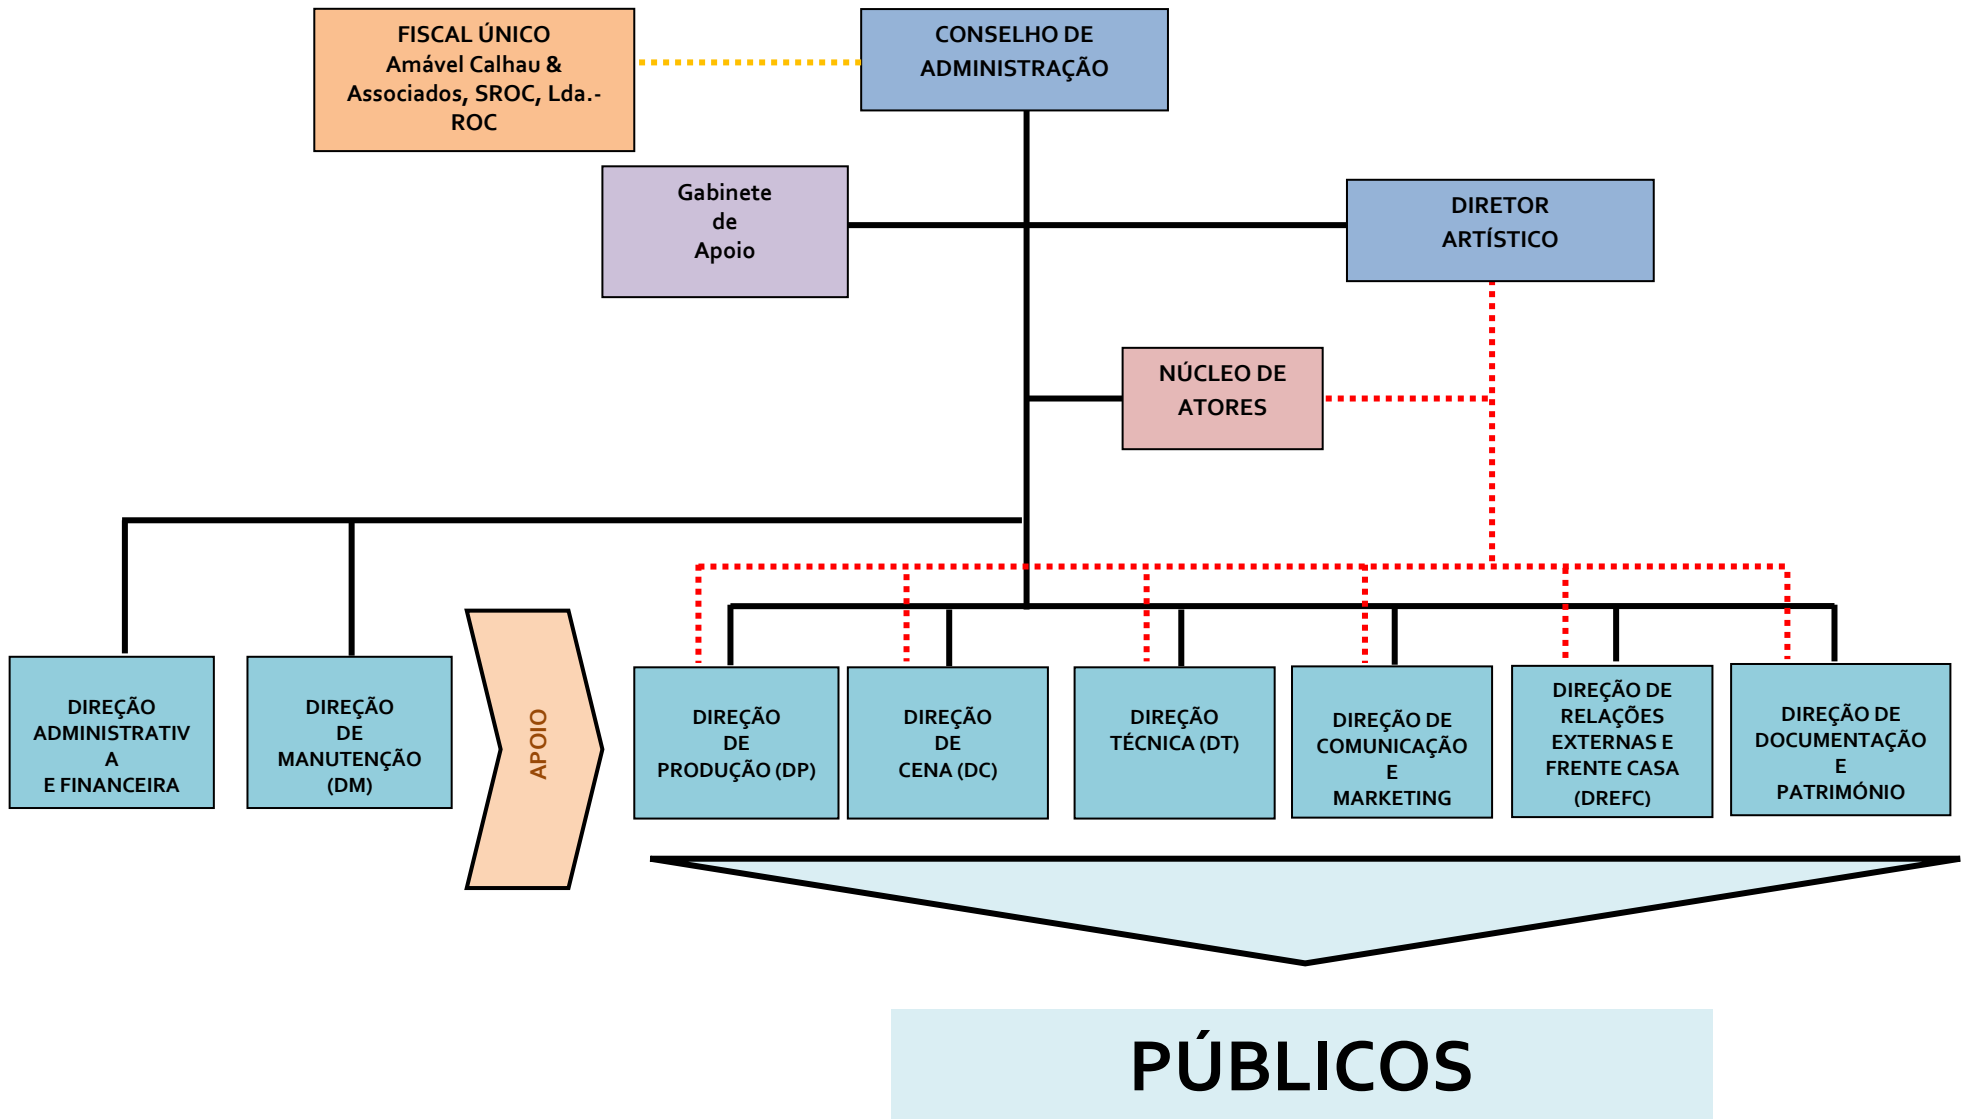 FISCAL ÚNICO
Amável Calhau &
Associados, SROC, Lda.-
ROC
CONSELHO DE
ADMINISTRAÇÃO
Gabinete
de
Apoio
DIRETOR
ARTÍSTICO
NÚCLEO DE
ATORES
DIREÇÃO
ADMINISTRATIV
A
E FINANCEIRA
DIREÇÃO
DE
MANUTENÇÃO
(DM)
APOIO
DIREÇÃO
DE
PRODUÇÃO (DP)
DIREÇÃO
DE
CENA (DC)
DIREÇÃO
TÉCNICA (DT)
DIREÇÃO DE
COMUNICAÇÃO
E
MARKETING
DIREÇÃO DE
RELAÇÕES
EXTERNAS E
FRENTE CASA
(DREFC)
DIREÇÃO DE
DOCUMENTAÇÃO
E
PATRIMÓNIO
PÚBLICOS